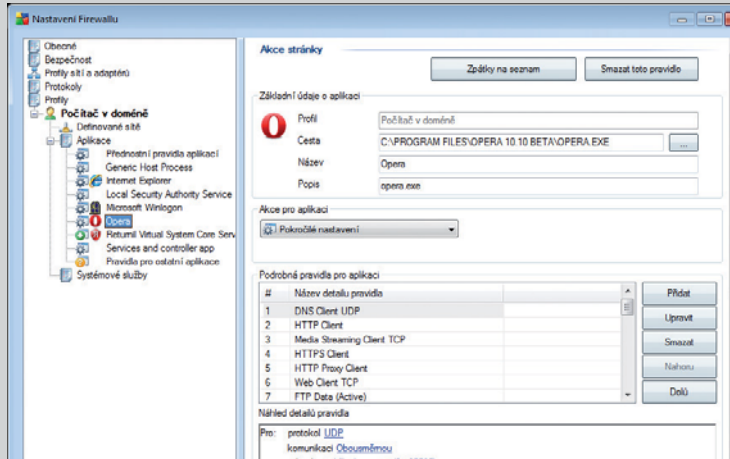 Nastavení Firewallu
Obecné
Bezpečnost
Profily sítí a adaptérů
Protokoly
Profily
Počítač v doméně
Definované sítě
Aplikace
Přednostní pravidla aplikací
Generic Host Process
Internet Explorer
Local Security Authority Service
Microsoft Winlogon
Opera
Returnil Virtual System Core Serv
Services and controller app
Pravidla pro ostatní aplikace
Systémové služby
Akce stránky
Zpátky na seznam
Smazat toto pravidlo
Základní údaje o aplikaci
Profil Počítač v doméně
Cesta C:\PROGRAM FILES\OPERA 10.10 BETA\OPERA.EXE ...
Název Opera
Popis opera.exe
Akce pro aplikaci
Pokročilé nastavení
Podrobná pravidla pro aplikaci
# Název detailu pravidla
1 DNS Client UDP
2 HTTP Client
3 Media Streaming Client TCP
4 HTTPS Client
5 HTTP Proxy Client
6 Web Client TCP
7 FTP Data (Active)
Přidat
Upravit
Smazat
Nahoru
Dolů
Náhled detailů pravidla
Pro: protokol UDP
komunikaci Obousměrnou